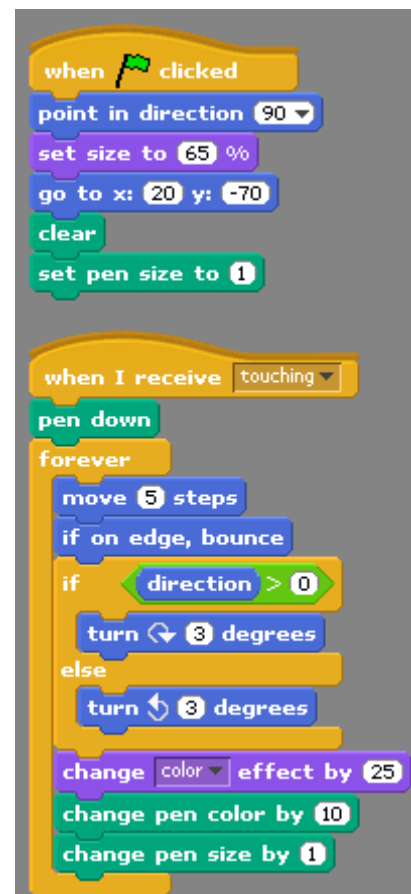 when clicked
point in direction 90
set size to 65 %
go to x: 20 y: -70
clear
set pen size to 1
when I receive touching
pen down
forever
move 5 steps
if on edge, bounce
if direction > 0
turn 3 degrees
else
turn 3 degrees
change color effect by 25
change pen color by 10
change pen size by 1